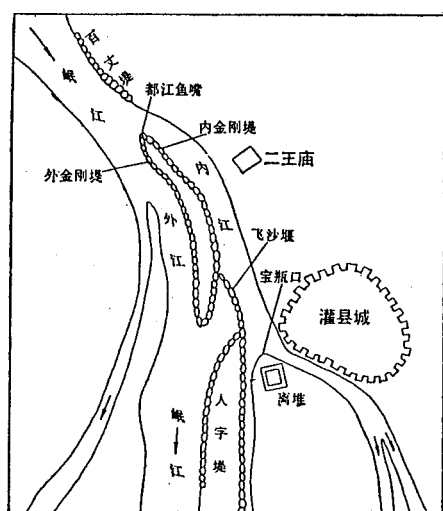 岷江
百丈堤
都江鱼嘴
内金刚堤
外金刚堤
内江
二王庙
外江
飞沙堰
宝瓶口
灌县城
离堆
人字堤
岷江